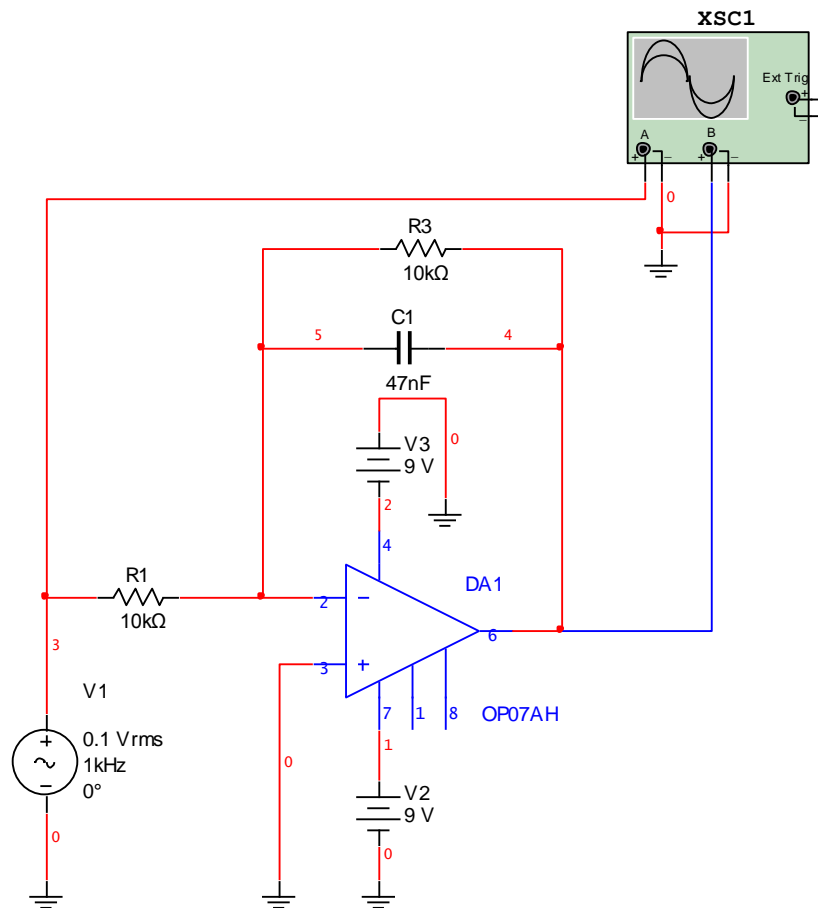 XSC1
Ext Trig
+
_
A
B
+
_
+
_
0
R3
10kΩ
C1
5
4
47nF
V3
9 V
0
2
4
R1
10kΩ
DA1
2
−
6
3
+
3
OP07AH
7
1
8
V1
1
0.1 Vrms
1kHz
0°
+
−
0
V2
9 V
0
0